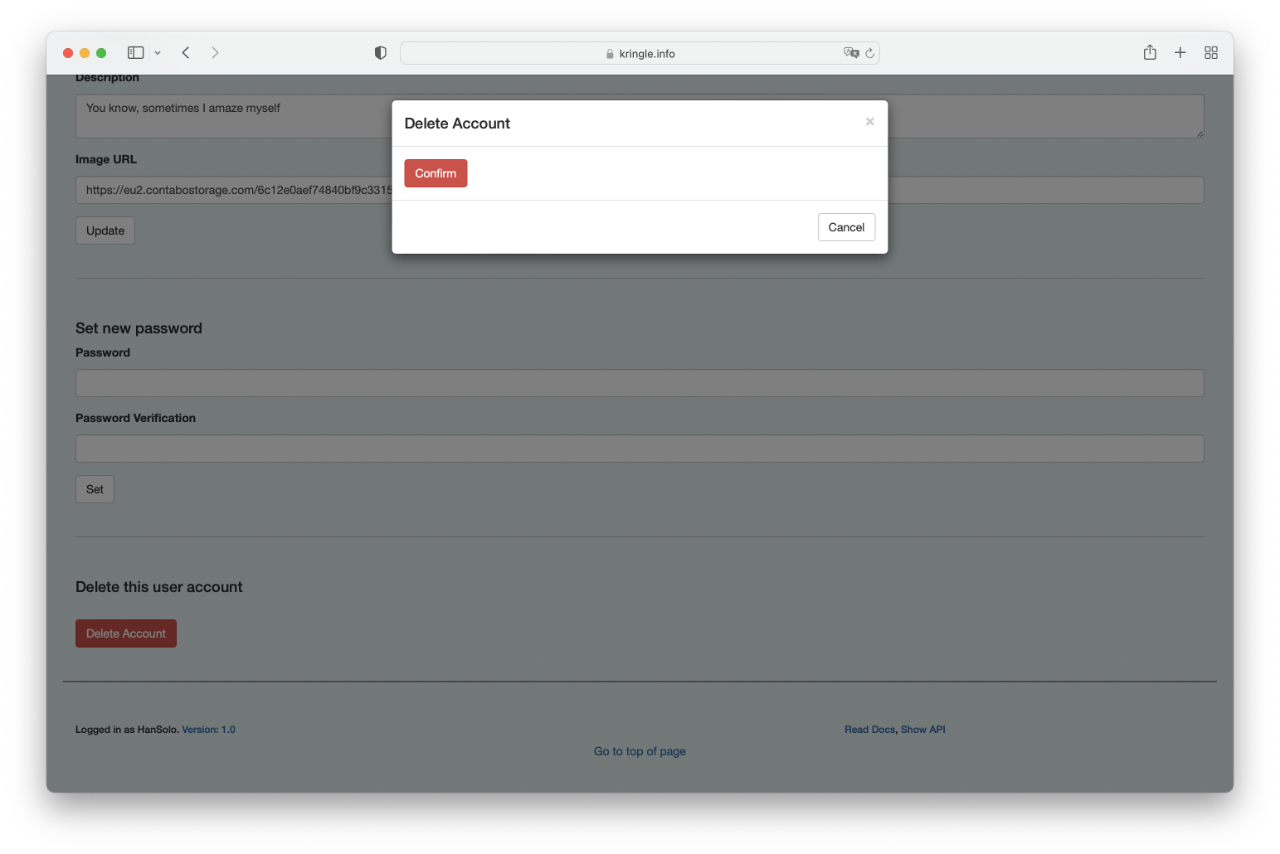 kringle.info
Description
You know, sometimes I amaze myself
Delete Account
×
Confirm
Cancel
Image URL
https://eu2.contabostorage.com/6c12e0aef74840bf9c3315
Update
Set new password
Password
Password Verification
Set
Delete this user account
Delete Account
Logged in as HanSolo. Version: 1.0
Read Docs, Show API
Go to top of page